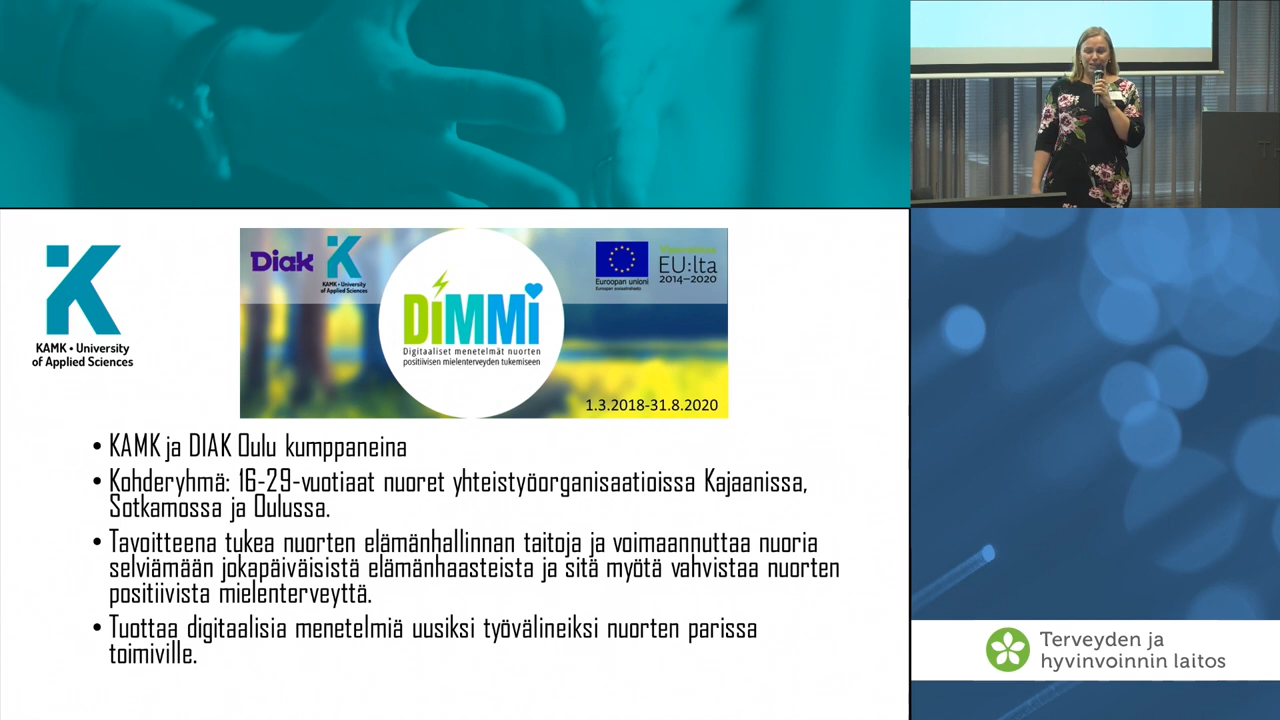 KAMK • University
of Applied Sciences
Diak
KAMK • University
of Applied Sciences
DiMMi
Digitaaliset menetelmät nuorten
positiivisen mielenterveyden tukemiseen
Euroopan unioni
Euroopan sosiaalirahasto
EU:lta
2014–2020
1.3.2018-31.8.2020
• KAMK ja DIAK Oulu kumppaneina
• Kohderyhmä: 16-29-vuotiaat nuoret yhteistyöorganisaatioissa Kajaanissa,
Sotkamossa ja Oulussa.
• Tavoitteena tukea nuorten elämänhallinnan taitoja ja voimaannuttaa nuoria
selviämään jokapäiväisistä elämänhaasteista ja sitä myötä vahvistaa nuorten
positiivista mielenterveyttä.
• Tuottaa digitaalisia menetelmiä uusiksi työvälineiksi nuorten parissa
toimiville.
Terveyden ja
hyvinvoinnin laitos